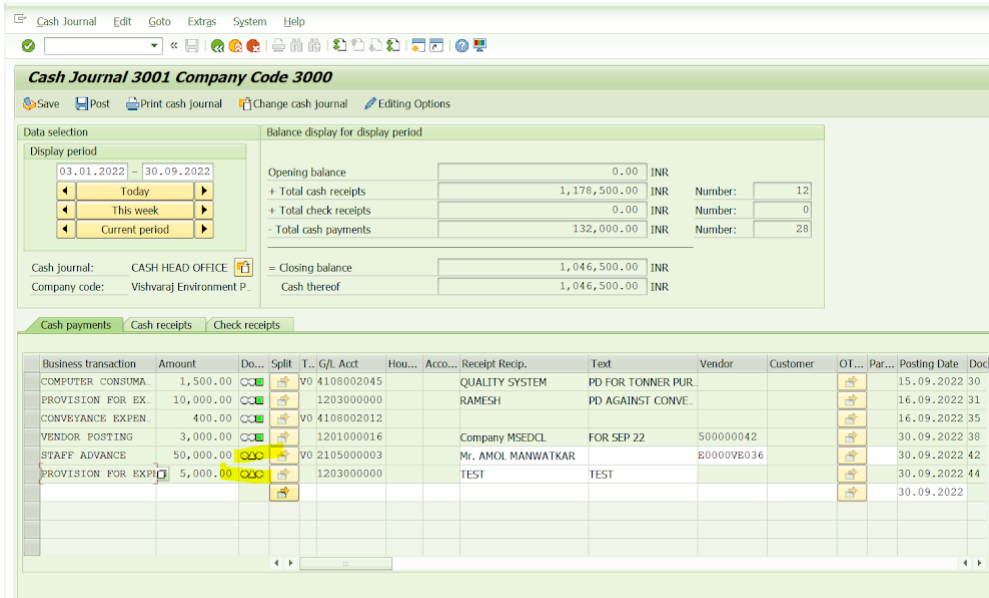 Cash Journal Edit Goto Extras System Help
Cash Journal 3001 Company Code 3000
Save Post Print cash journal Change cash journal Editing Options
Data selection
Display period
03.01.2022 - 30.09.2022
Today
This week
Current period
Cash journal: CASH HEAD OFFICE
Company code: Vishvaraj Environment P..
Balance display for display period
Opening balance 0.00 INR
+ Total cash receipts 1,178,500.00 INR Number: 12
+ Total check receipts 0.00 INR Number: 0
- Total cash payments 132,000.00 INR Number: 28
= Closing balance 1,046,500.00 INR
Cash thereof 1,046,500.00 INR
Cash payments Cash receipts Check receipts
Business transaction Amount Do... Split T.. G/L Acct Hou... Acco... Receipt Recip. Text Vendor Customer OT... Par... Posting Date Doc
COMPUTER CONSUMA.. 1,500.00 V0 4108002045 QUALITY SYSTEM PD FOR TONNER PUR.. 15.09.2022 30
PROVISION FOR EX.. 10,000.00 1203000000 RAMESH PD AGAINST CONVE.. 16.09.2022 31
CONVEYANCE EXPEN.. 400.00 V0 4108002012 16.09.2022 35
VENDOR POSTING 3,000.00 1201000016 Company MSEDCL FOR SEP 22 500000042 30.09.2022 38
STAFF ADVANCE 50,000.00 V0 2105000003 Mr. AMOL MANWATKAR E0000VE036 30.09.2022 42
PROVISION FOR EXPE 5,000.00 1203000000 TEST TEST 30.09.2022 44
30.09.2022